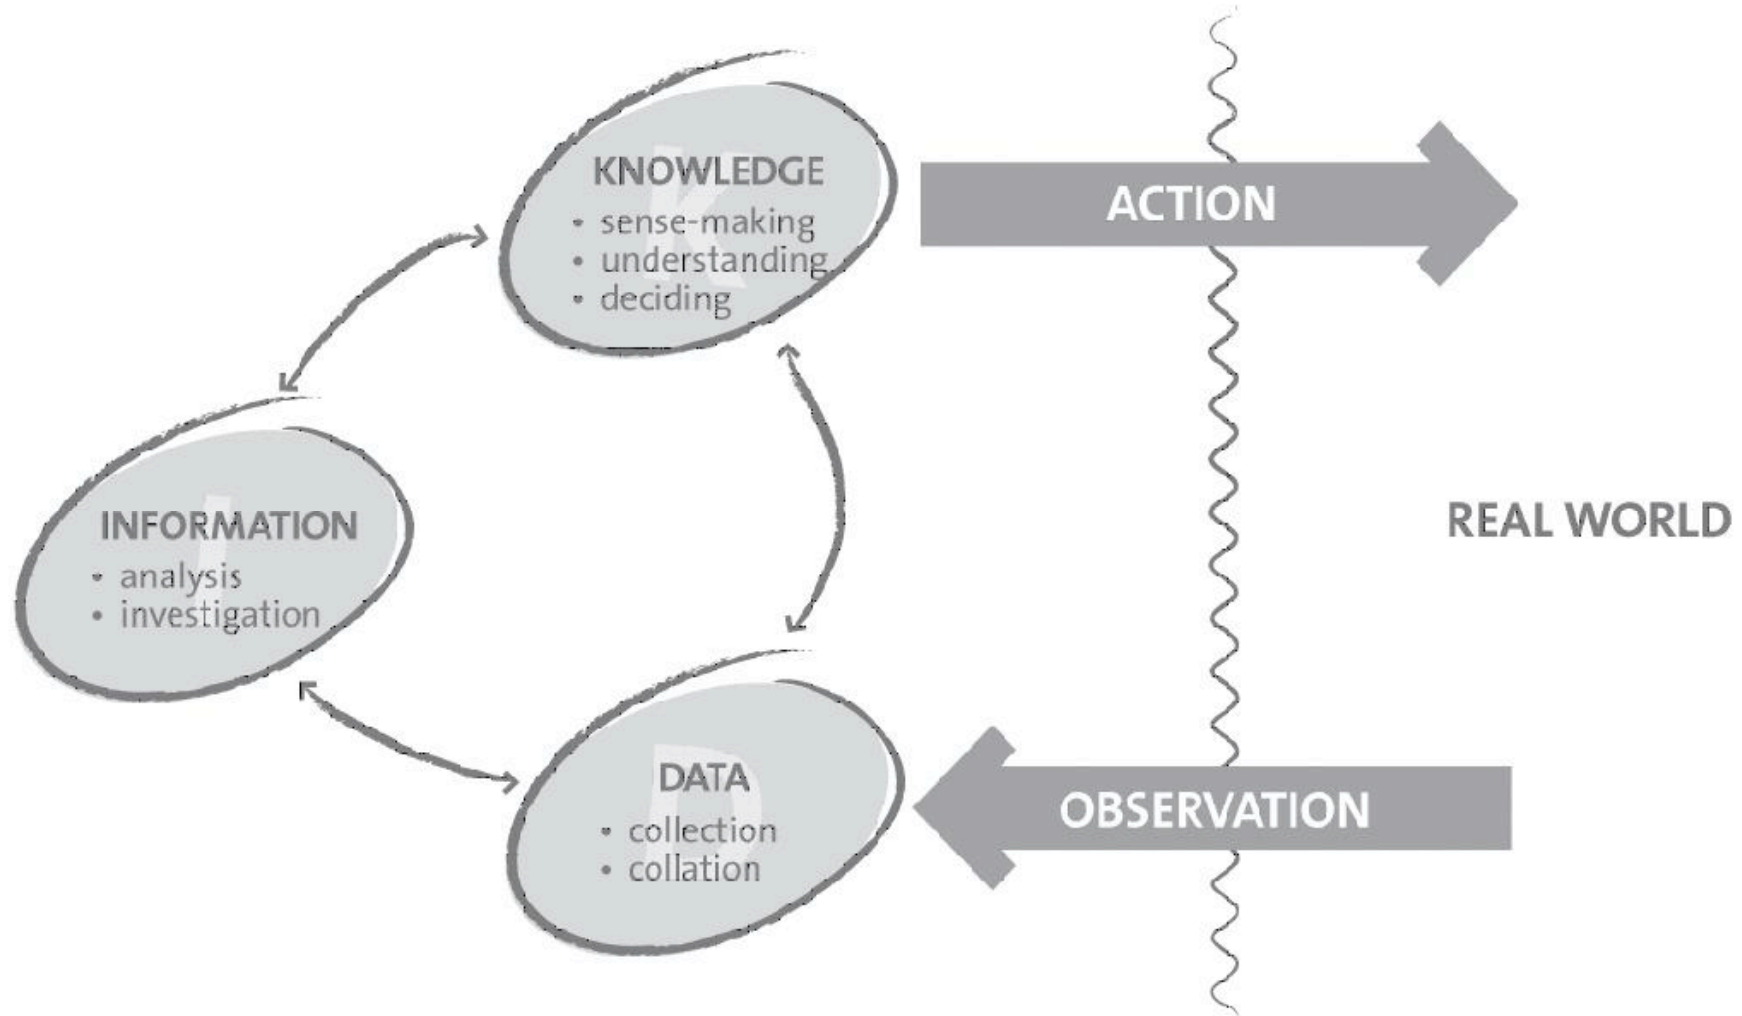 KNOWLEDGE
• sense-making
• understanding
• deciding
ACTION
INFORMATION
• analysis
• investigation
REAL WORLD
DATA
• collection
• collation
OBSERVATION
K
I
D